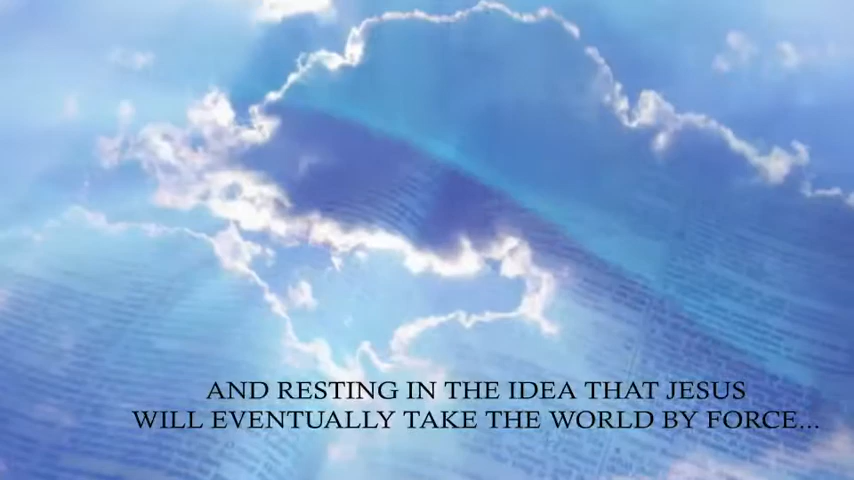 AND RESTING IN THE IDEA THAT JESUS
WILL EVENTUALLY TAKE THE WORLD BY FORCE...